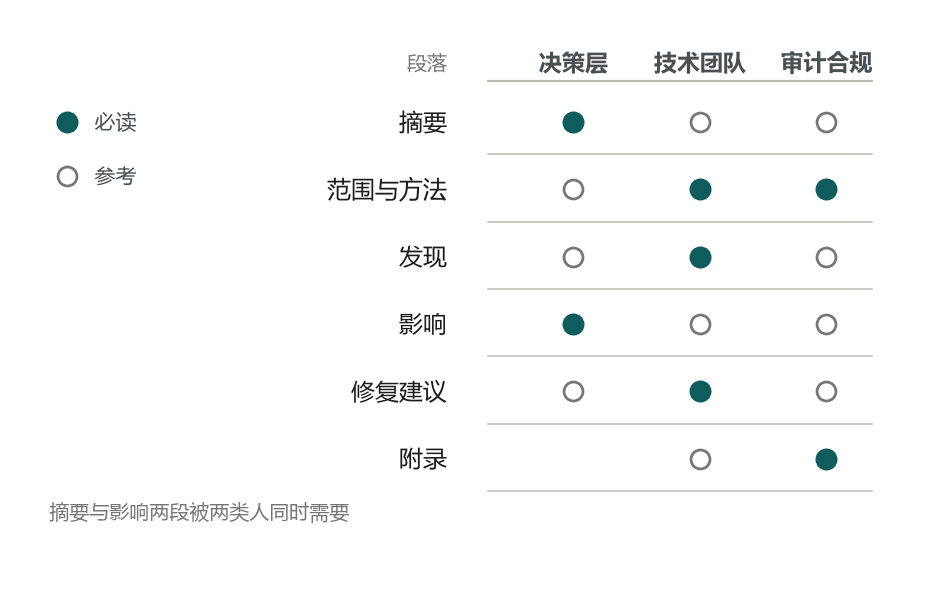 段落 决策层 技术团队 审计合规
必读
参考
摘要
范围与方法
发现
影响
修复建议
附录
摘要与影响两段被两类人同时需要